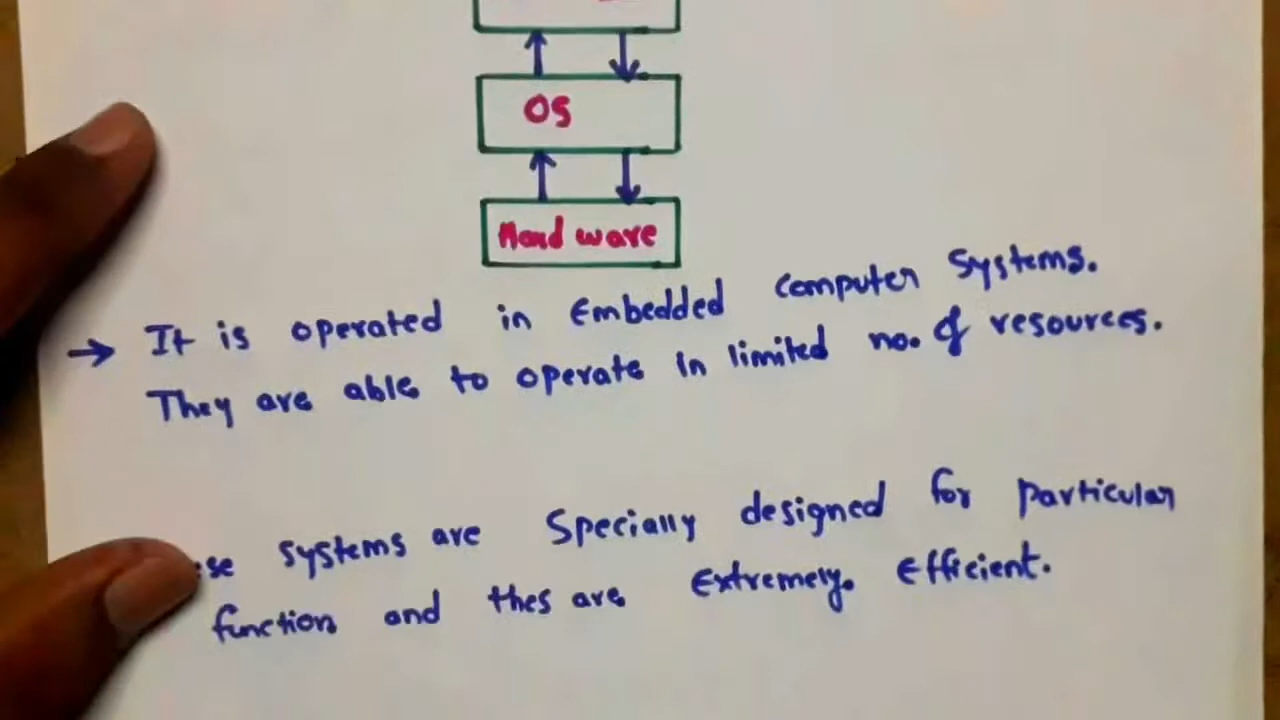 OS
Hard ware
→ It is operated in Embedded computer Systems.
They are able to operate in limited no. of resources.
se systems are Specially designed for particular
function and thes are Extremely. Efficient.